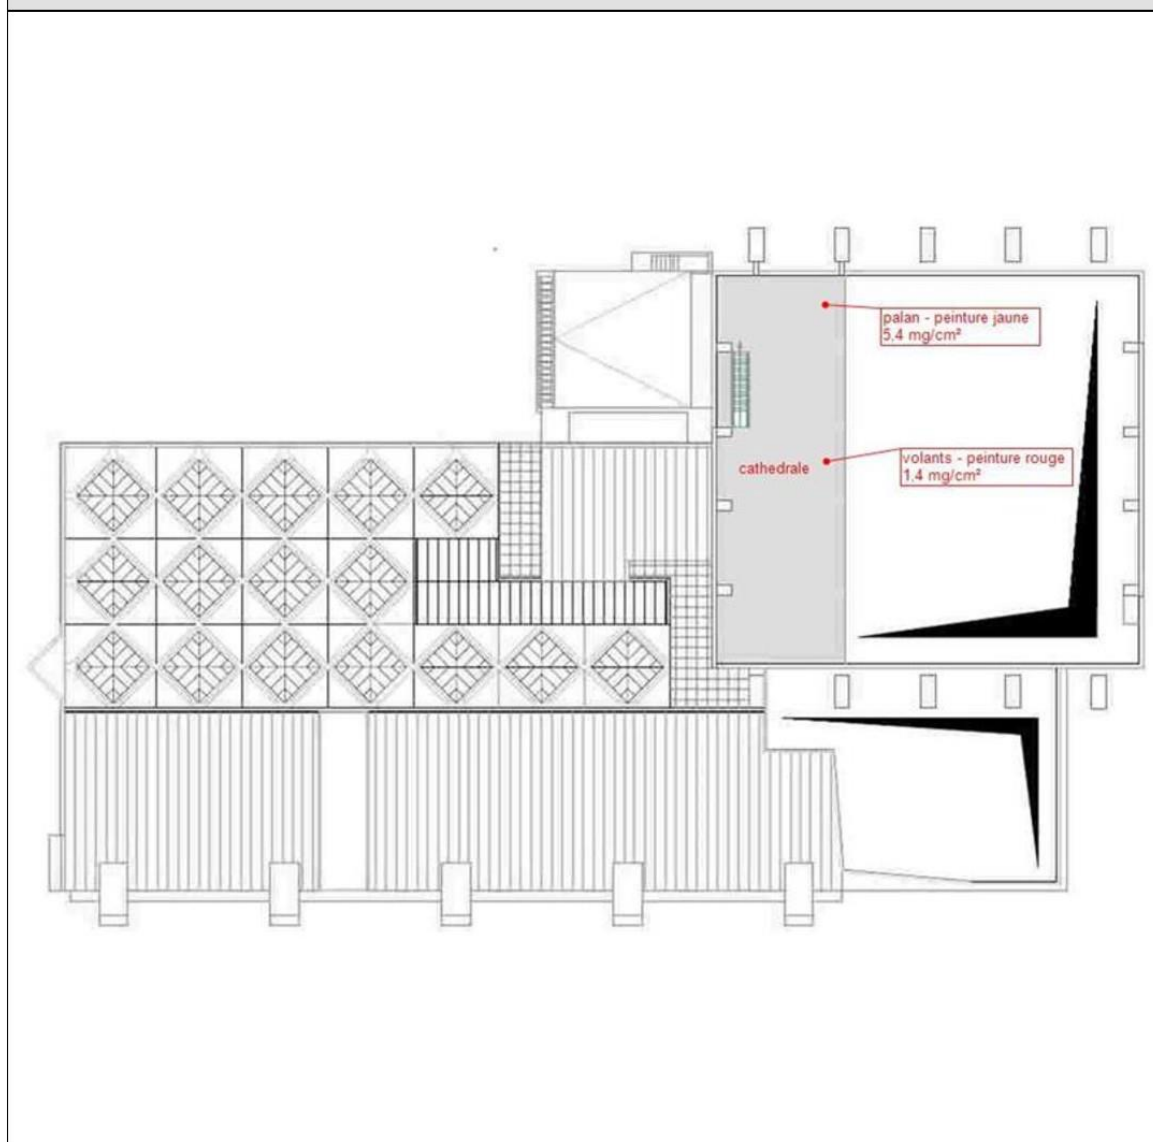 palan - peinture jaune
5,4 mg/cm²
volants - peinture rouge
1,4 mg/cm²
cathedrale